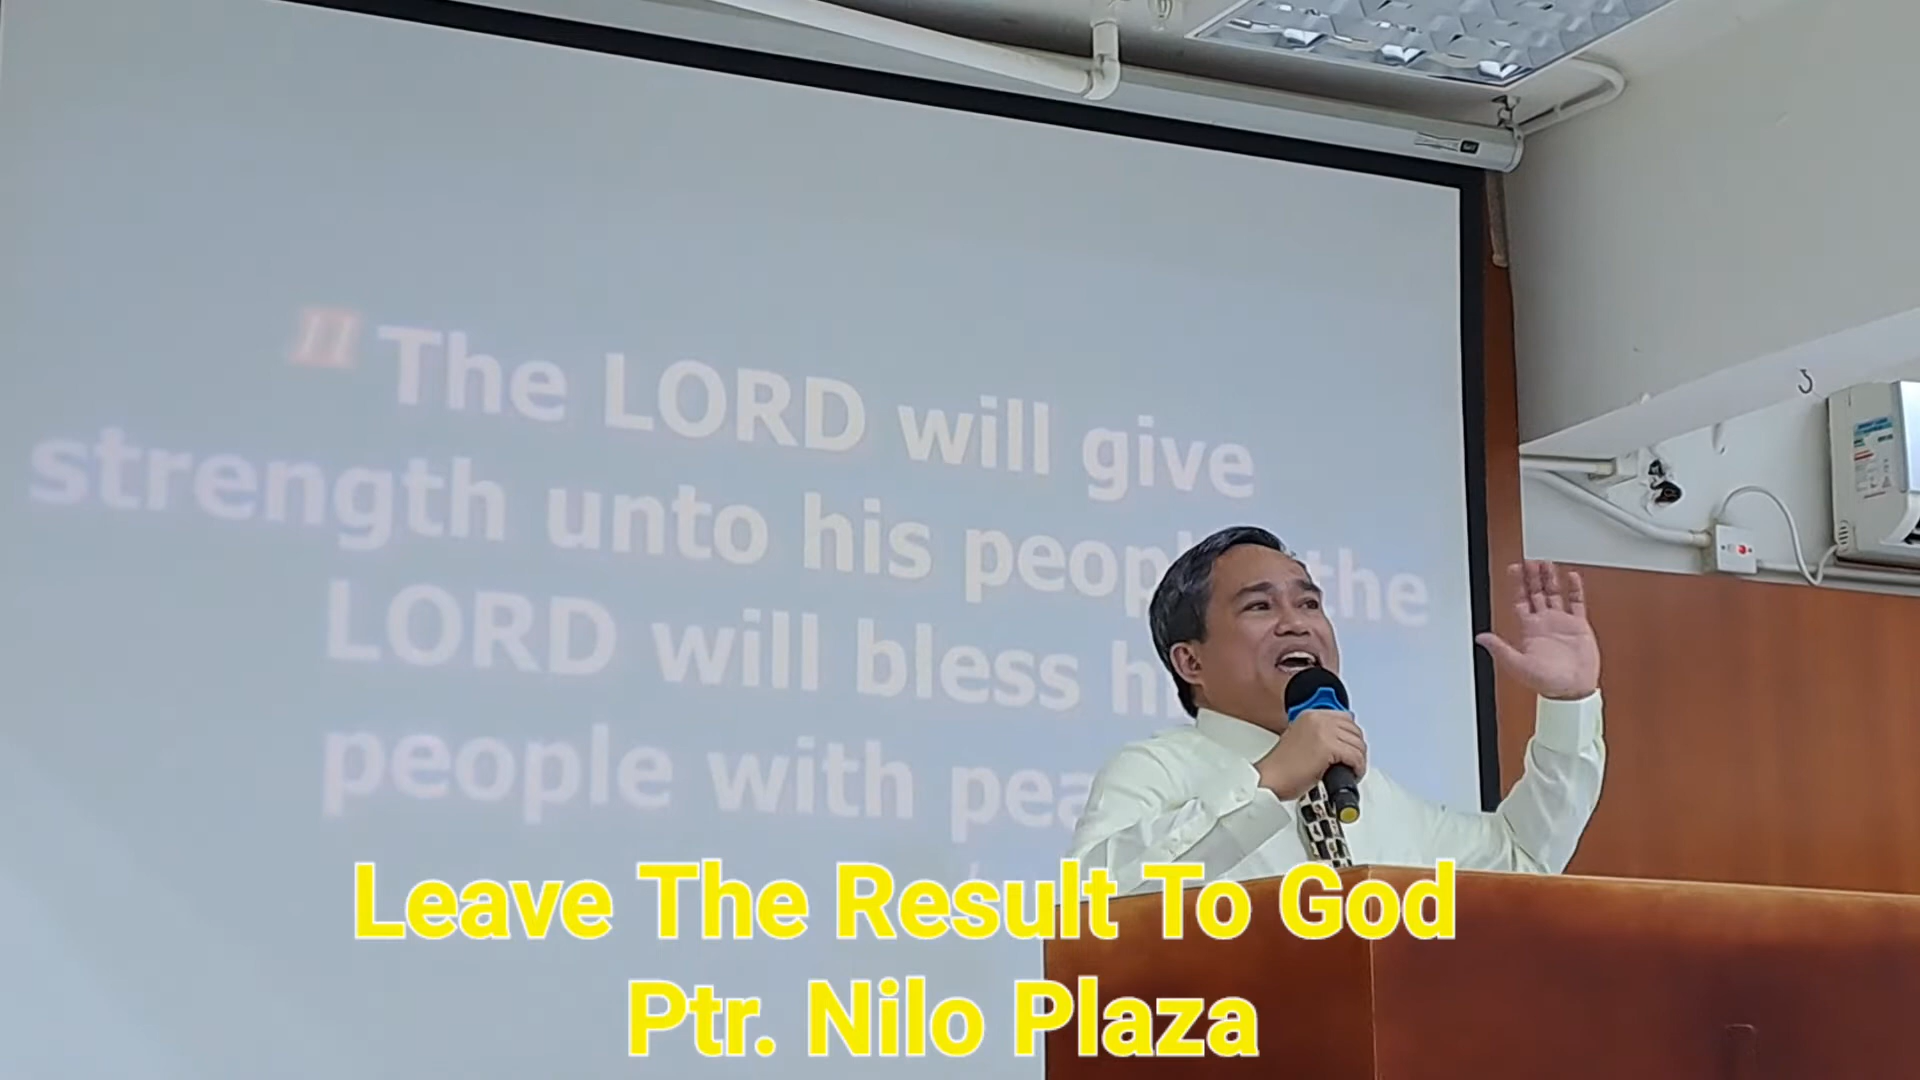 11 The LORD will give
strength unto his the
LORD will bless
people with
Leave The Result To God
Ptr. Nilo Plaza